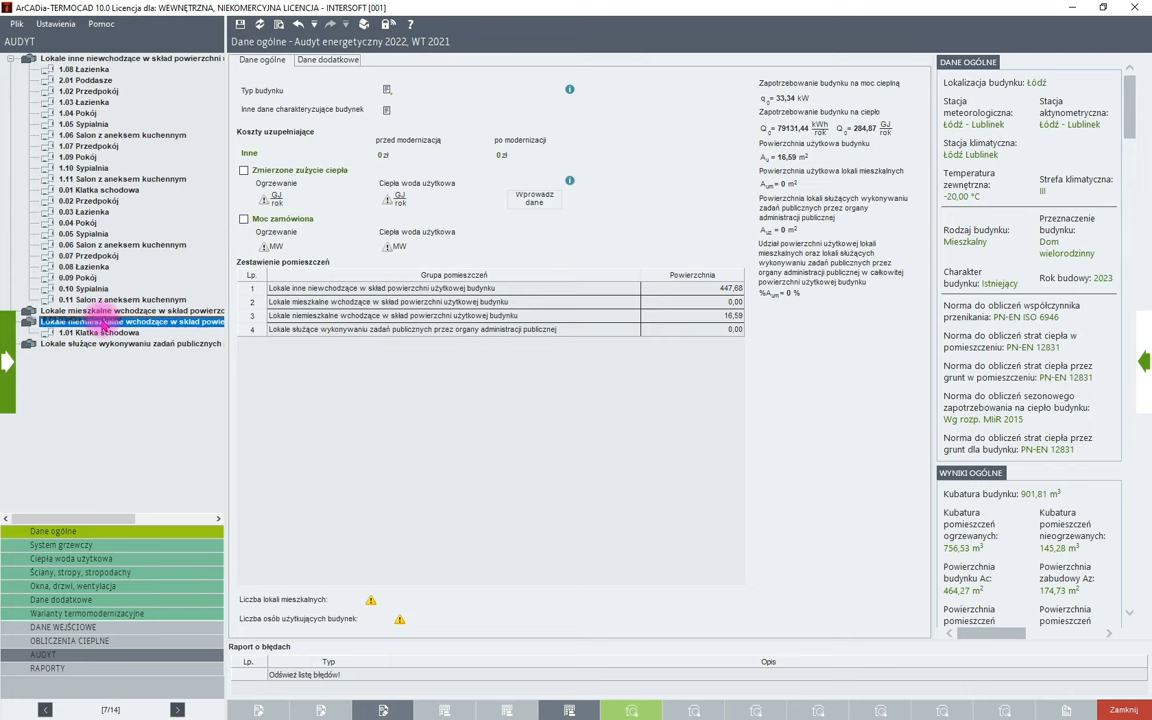 ArCADia-TERMOCAD 10.0 Licencja dla: WEWNĘTRZNA, NIEKOMERCYJNA LICENCJA - INTERSOFT [001]
Plik Ustawienia Pomoc
AUDYT
Dane ogólne - Audyt energetyczny 2022, WT 2021
Lokale inne niewchodzące w skład powierzchni
1.08 Łazienka
2.01 Poddasze
1.02 Przedpokój
1.03 Łazienka
1.04 Pokój
1.05 Sypialnia
1.06 Salon z aneksem kuchennym
1.07 Przedpokój
1.09 Pokój
1.10 Sypialnia
1.11 Salon z aneksem kuchennym
0.01 Klatka schodowa
0.02 Przedpokój
0.03 Łazienka
0.04 Pokój
0.05 Sypialnia
0.06 Salon z aneksem kuchennym
0.07 Przedpokój
0.08 Łazienka
0.09 Pokój
0.10 Sypialnia
0.11 Salon z aneksem kuchennym
Lokale mieszkalne wchodzące w skład powierzc
Lokale niemieszkalne wchodzące w skład powie
1.01 Klatka schodowa
Lokale służące wykonywaniu zadań publicznych
Dane ogólne
System grzewczy
Ciepła woda użytkowa
Ściany, stropy, stropodachy
Okna, drzwi, wentylacja
Dane dodatkowe
Warianty termomodernizacyjne
DANE WEJŚCIOWE
OBLICZENIA CIEPLNE
AUDYT
RAPORTY
[7/14]
Dane ogólne Dane dodatkowe
Typ budynku
Inne dane charakteryzujące budynek
Koszty uzupełniające
przed modernizacją po modernizacji
Inne 0 zł 0 zł
Zmierzone zużycie ciepła
Ogrzewanie Ciepła woda użytkowa
GJ/rok GJ/rok
Wprowadz dane
Moc zamówiona
Ogrzewanie Ciepła woda użytkowa
MW MW
Zestawienie pomieszczeń
Lp. Grupa pomieszczeń Powierzchnia
1 Lokale inne niewchodzące w skład powierzchni użytkowej budynku 447,68
2 Lokale mieszkalne wchodzące w skład powierzchni użytkowej budynku 0,00
3 Lokale niemieszkalne wchodzące w skład powierzchni użytkowej budynku 16,59
4 Lokale służące wykonywaniu zadań publicznych przez organy administracji publicznej 0,00
Liczba lokali mieszkalnych:
Liczba osób użytkujących budynek:
Zapotrzebowanie budynku na moc cieplną
q0= 33,34 kW
Zapotrzebowanie budynku na ciepło
Q0= 79131,44 kWh/rok Q0= 284,87 GJ/rok
Powierzchnia użytkowa budynku
Au = 16,59 m²
Powierzchnia użytkowa lokali mieszkalnych
Aum = 0 m²
Powierzchnia lokali służących wykonywaniu
zadań publicznych przez organy
administracji publicznej
Auz = 0 m²
Udział powierzchni użytkowej lokali
mieszkalnych oraz lokali służących
wykonywaniu zadań publicznych przez
organy administracji publicznej w całkowitej
powierzchni użytkowej budynku
%Aum = 0 %
Raport o błędach
Lp. Typ Opis
Odśwież listę błędów!
DANE OGÓLNE
Lokalizacja budynku: Łódź
Stacja meteorologiczna: Łódź - Lublinek
Stacja aktynometryczna: Łódź - Lublinek
Stacja klimatyczna: Łódź Lublinek
Temperatura zewnętrzna: -20,00 °C
Strefa klimatyczna: III
Rodzaj budynku: Mieszkalny
Przeznaczenie budynku: Dom wielorodzinny
Charakter budynku: Istniejący
Rok budowy: 2023
Norma do obliczeń współczynnika
przenikania: PN-EN ISO 6946
Norma do obliczeń strat ciepła w
pomieszczeniu: PN-EN 12831
Norma do obliczeń strat ciepła przez
grunt w pomieszczeniu: PN-EN 12831
Norma do obliczeń sezonowego
zapotrzebowania na ciepło budynku:
Wg rozp. MIiR 2015
Norma do obliczeń strat ciepła przez
grunt dla budynku: PN-EN 12831
WYNIKI OGÓLNE
Kubatura budynku: 901,81 m³
Kubatura pomieszczeń ogrzewanych: 756,53 m³
Kubatura pomieszczeń nieogrzewanych: 145,28 m³
Powierzchnia budynku Ac: 464,27 m²
Powierzchnia zabudowy Az: 174,73 m²
Powierzchnia pomieszczeń
Powierzchnia pomieszczeń
Zamknij